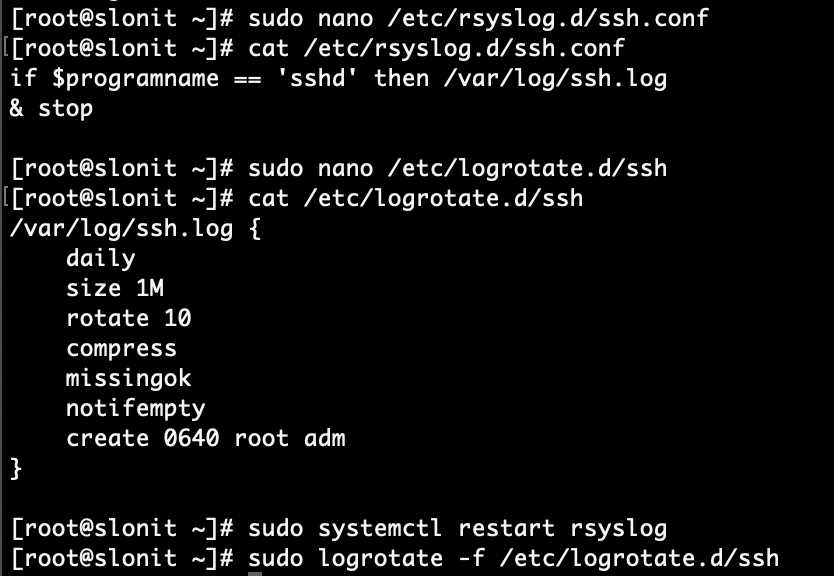 [root@slonit ~]# sudo nano /etc/rsyslog.d/ssh.conf
[[root@slonit ~]# cat /etc/rsyslog.d/ssh.conf
if $programname == 'sshd' then /var/log/ssh.log
& stop
[root@slonit ~]# sudo nano /etc/logrotate.d/ssh
[[root@slonit ~]# cat /etc/logrotate.d/ssh
/var/log/ssh.log {
    daily
    size 1M
    rotate 10
    compress
    missingok
    notifempty
    create 0640 root adm
}
[root@slonit ~]# sudo systemctl restart rsyslog
[root@slonit ~]# sudo logrotate -f /etc/logrotate.d/ssh